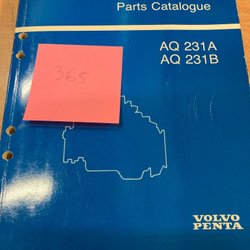 Parts Catalogue
AQ 231A
AQ 231B
365
VOLVO
PENTA